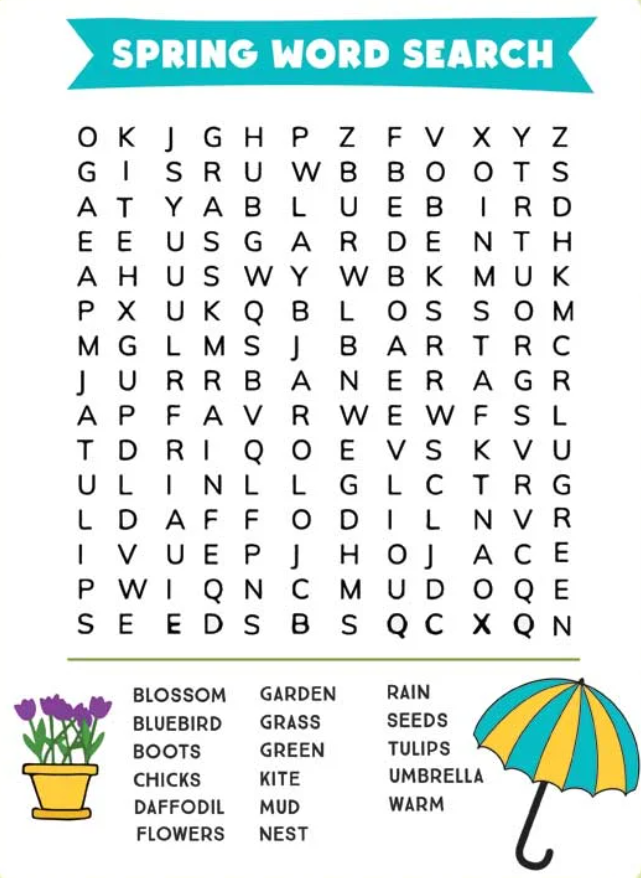 SPRING WORD SEARCH
O K J G H P Z F V X Y Z
G I S R U W B B O O T S
A T Y A B L U E B I R D
E E U S G A R D E N T H
A H U S W Y W B K M U K
P X U K Q B L O S S O M
M G L M S J B A R T R C
J U R R B A N E R A G R
A P F A V R W E W F S L
T D R I Q O E V S K V U
U L I N L L G L C T R G
L D A F F O D I L N V R
I V U E P J H O J A C E
P W I Q N C M U D O Q E
S E E D S B S Q C X Q N
BLOSSOM GARDEN RAIN
BLUEBIRD GRASS SEEDS
BOOTS GREEN TULIPS
CHICKS KITE UMBRELLA
DAFFODIL MUD WARM
FLOWERS NEST